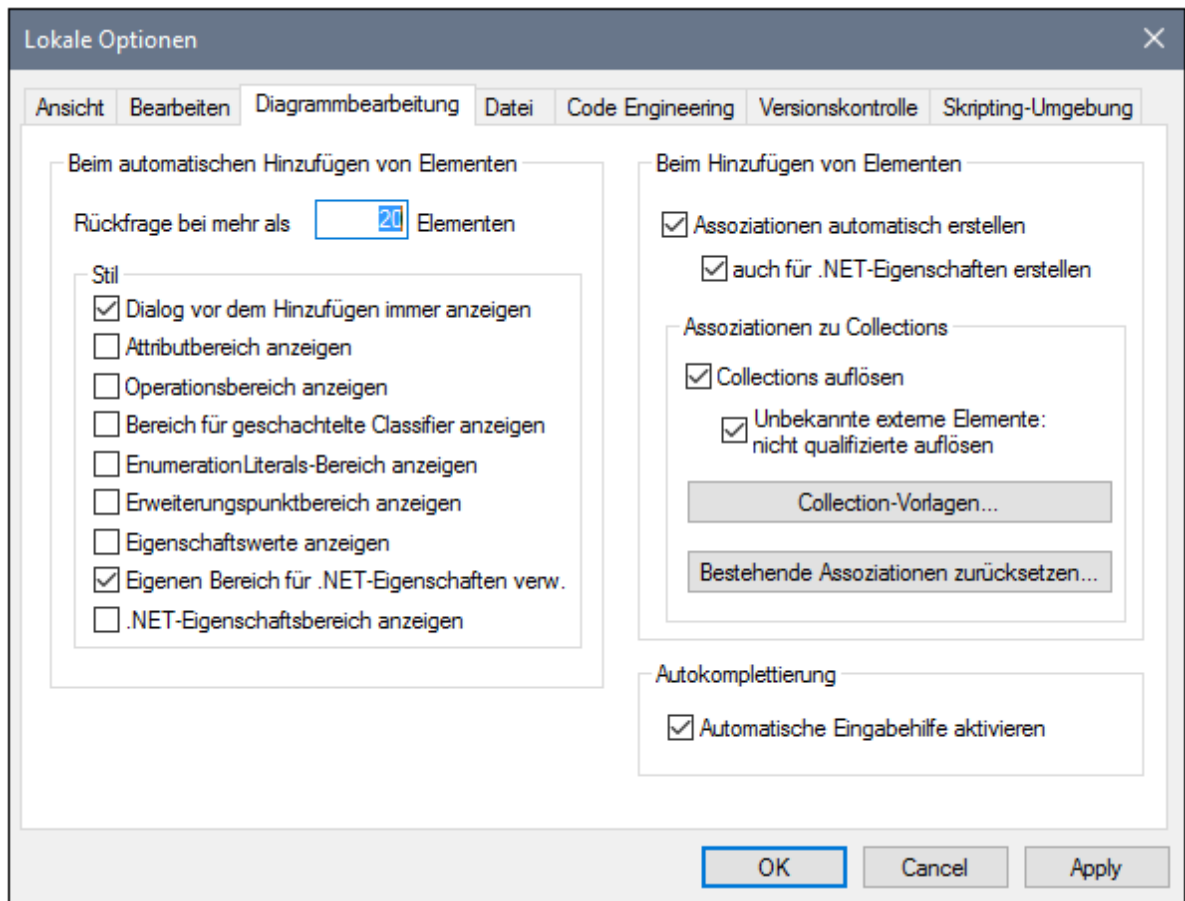 Lokale Optionen
Ansicht Bearbeiten Diagrammbearbeitung Datei Code Engineering Versionskontrolle Skripting-Umgebung
Beim automatischen Hinzufügen von Elementen
Rückfrage bei mehr als 20 Elementen
Stil
Dialog vor dem Hinzufügen immer anzeigen
Attributbereich anzeigen
Operationsbereich anzeigen
Bereich für geschachtelte Classifier anzeigen
EnumerationLiterals-Bereich anzeigen
Erweiterungspunktbereich anzeigen
Eigenschaftswerte anzeigen
Eigenen Bereich für .NET-Eigenschaften verw.
.NET-Eigenschaftsbereich anzeigen
Beim Hinzufügen von Elementen
Assoziationen automatisch erstellen
auch für .NET-Eigenschaften erstellen
Assoziationen zu Collections
Collections auflösen
Unbekannte externe Elemente:
nicht qualifizierte auflösen
Collection-Vorlagen...
Bestehende Assoziationen zurücksetzen...
Autokomplettierung
Automatische Eingabehilfe aktivieren
OK Cancel Apply